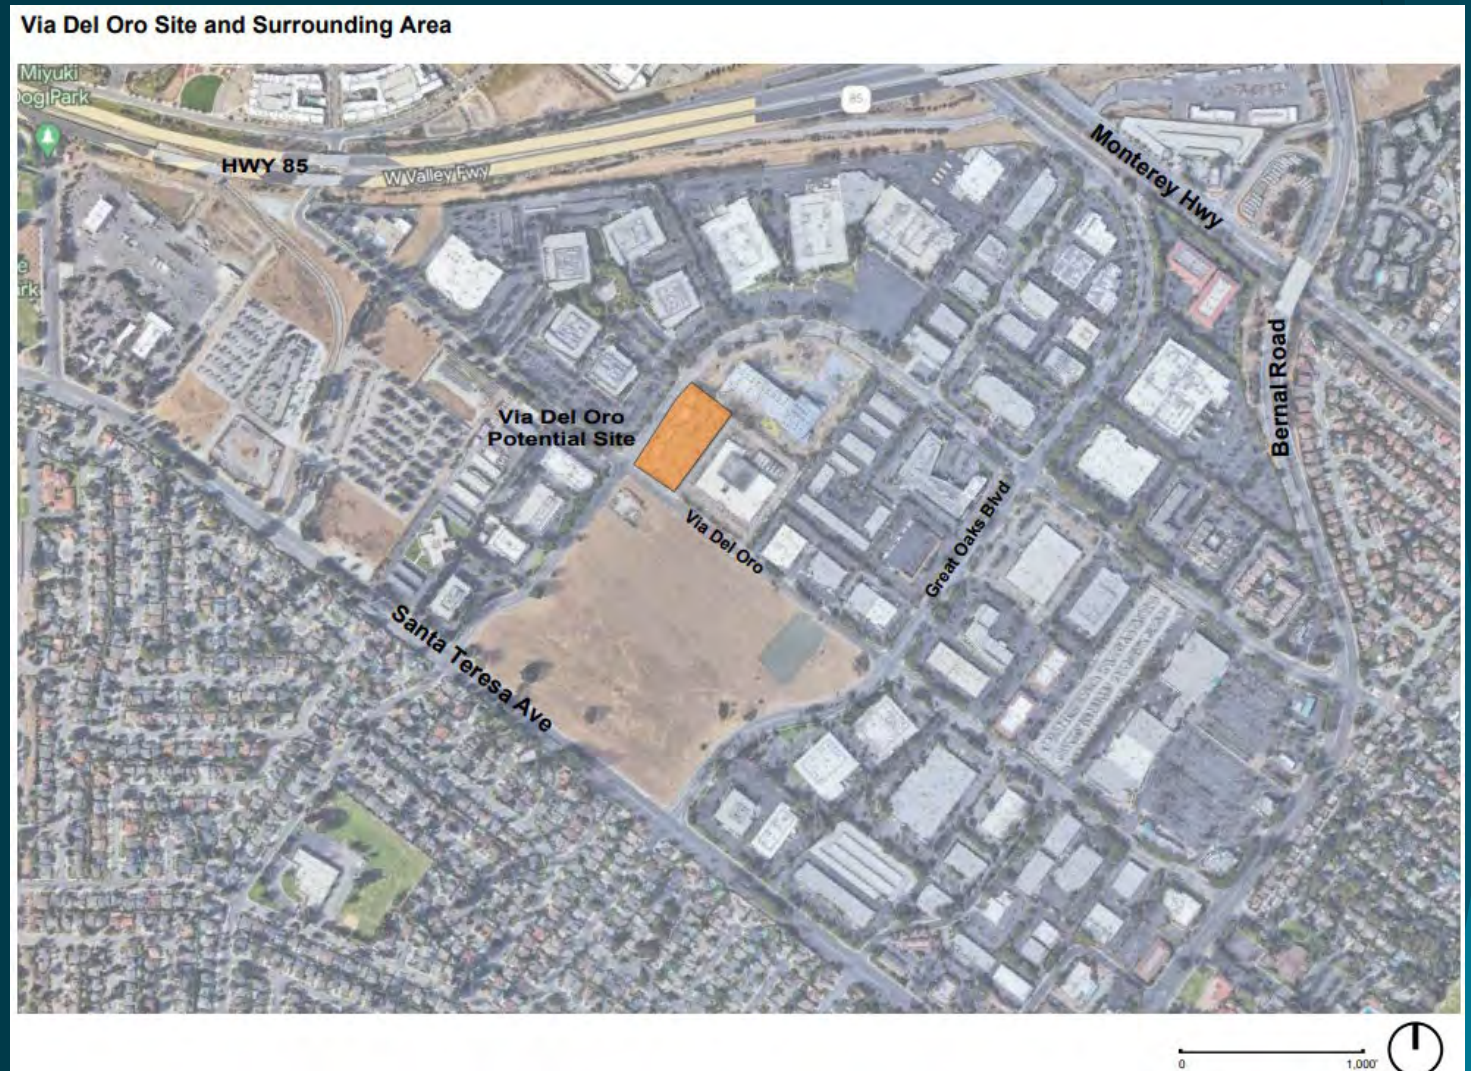 Via Del Oro Site and Surrounding Area
Miyuki
Dog Park
85
HWY 85
W Valley Fwy
Monterey Hwy
Bernal Road
Via Del Oro
Potential Site
Via Del Oro
Great Oaks Blvd
Santa Teresa Ave
0
1,000'